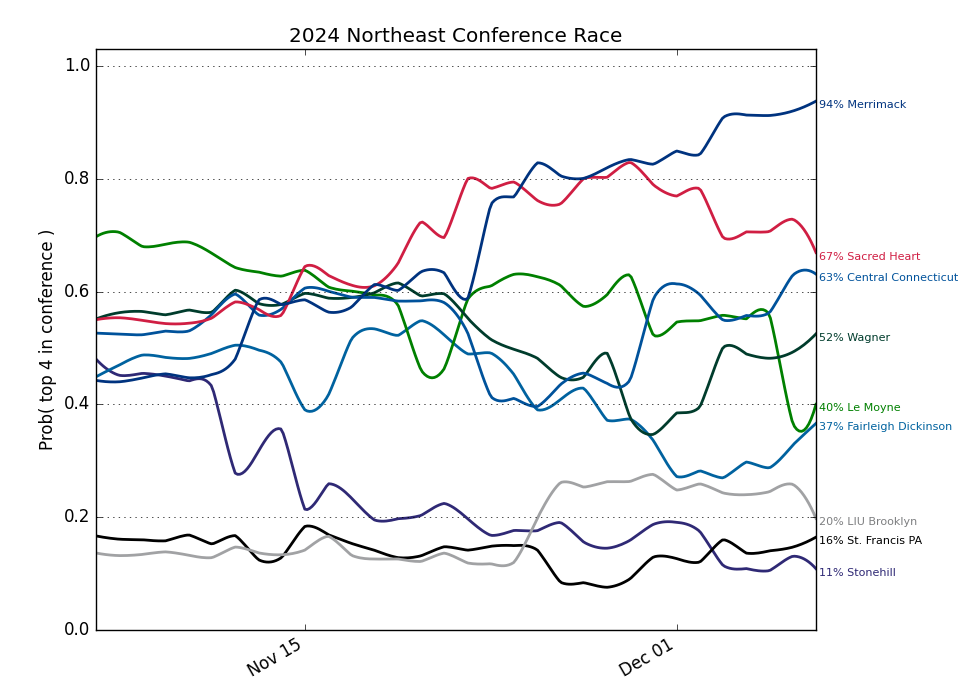 2024 Northeast Conference Race
Prob( top 4 in conference )
1.0
0.8
0.6
0.4
0.2
0.0
Nov 15
Dec 01
94% Merrimack
67% Sacred Heart
63% Central Connecticut
52% Wagner
40% Le Moyne
37% Fairleigh Dickinson
20% LIU Brooklyn
16% St. Francis PA
11% Stonehill